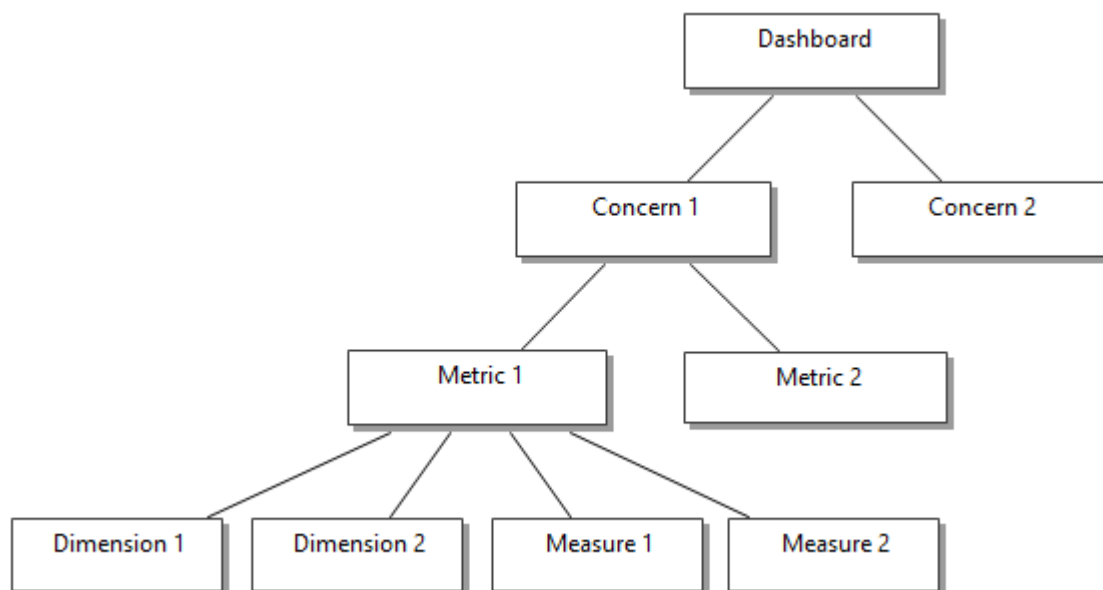 Dashboard
Concern 1
Concern 2
Metric 1
Metric 2
Dimension 1
Dimension 2
Measure 1
Measure 2